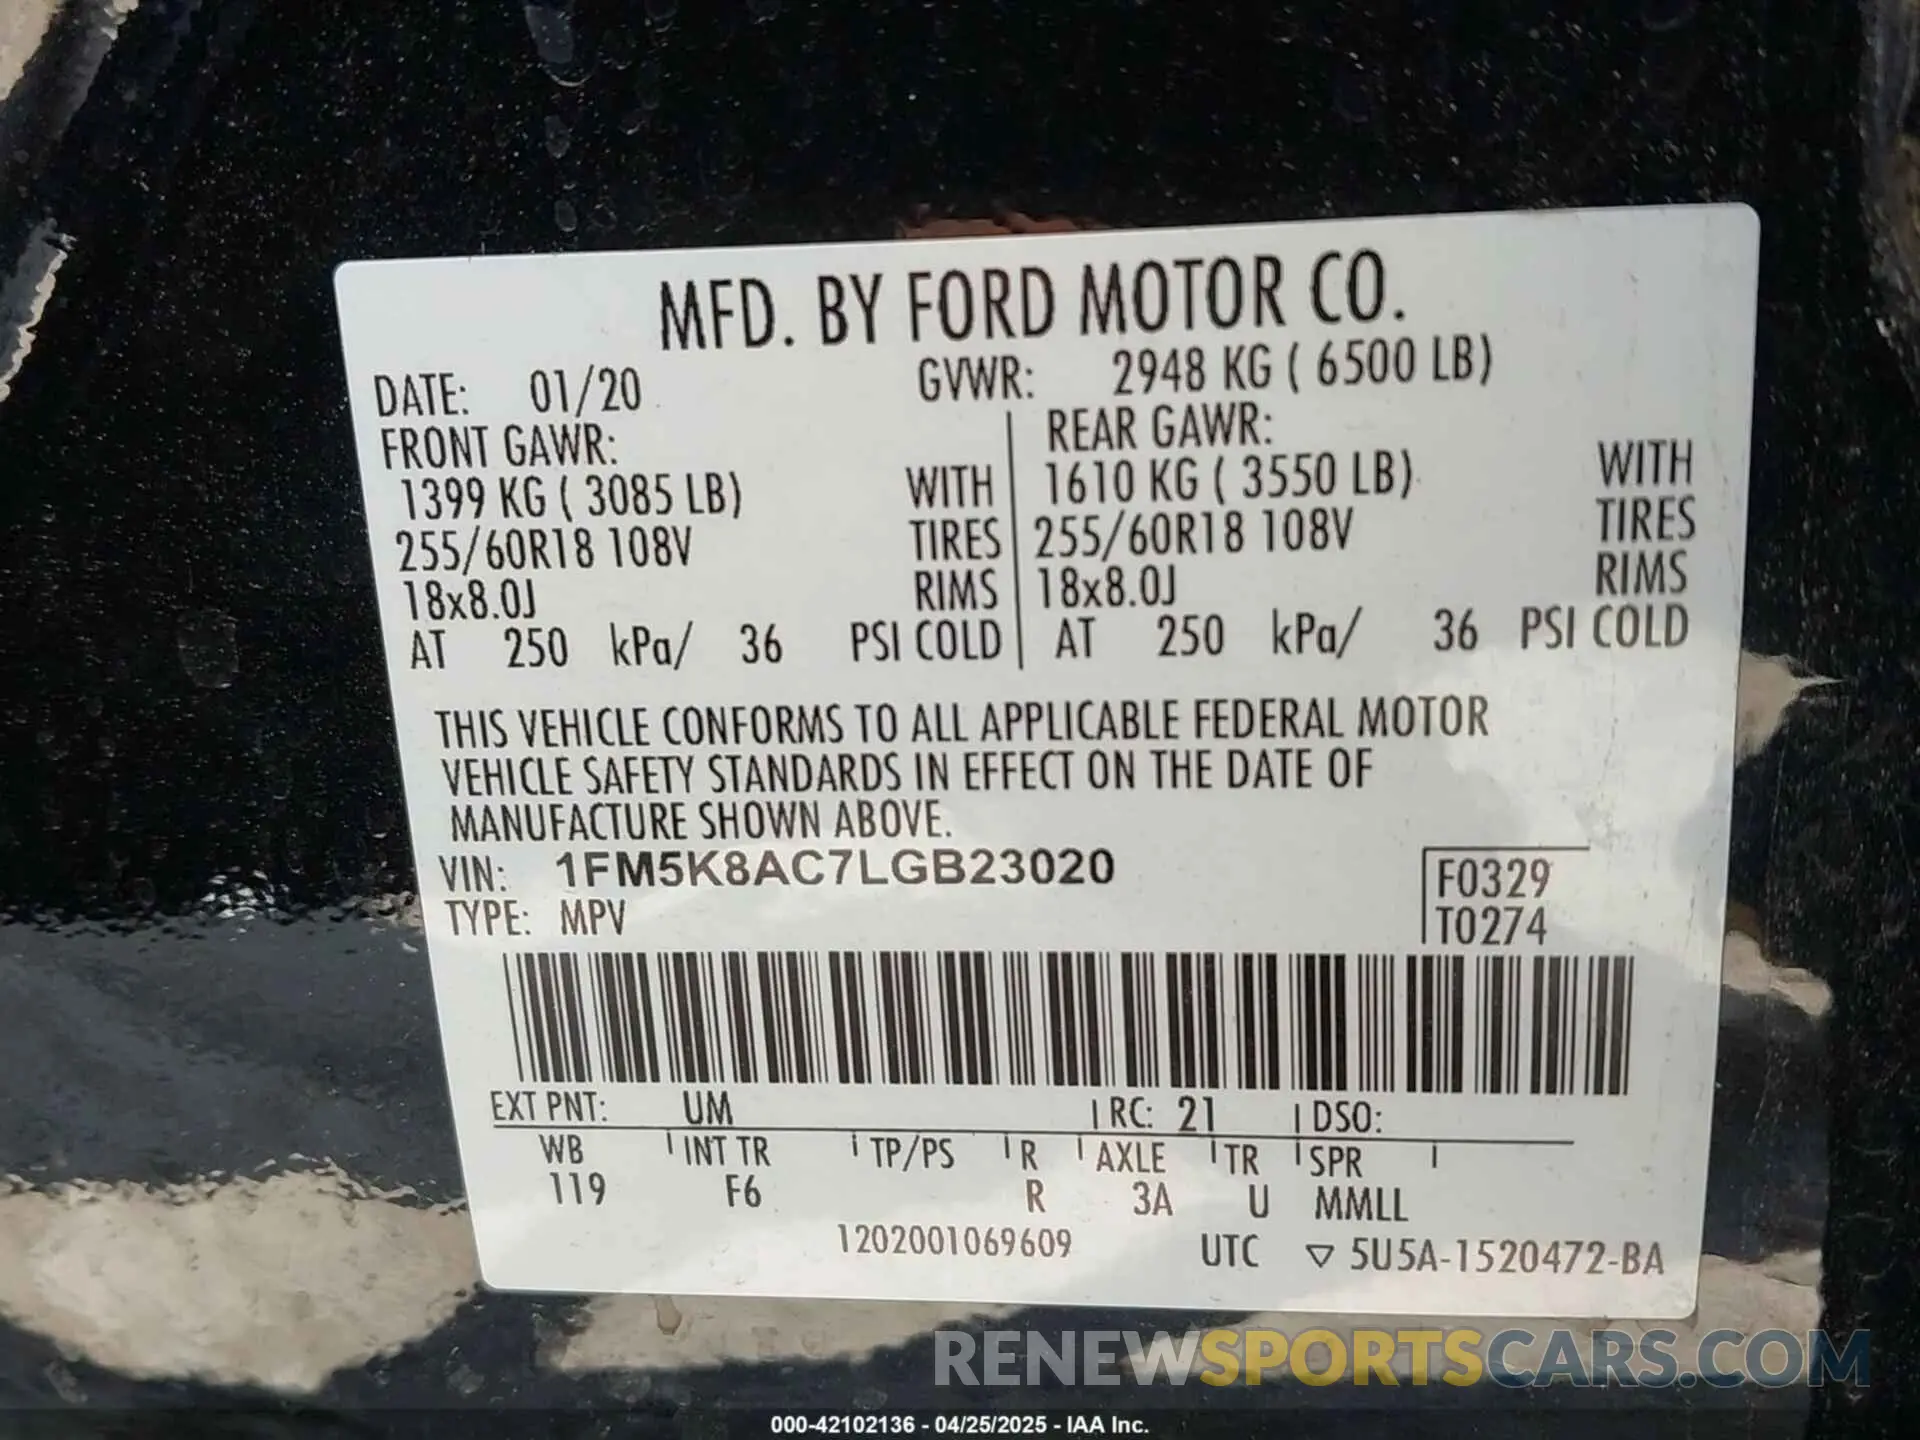 MFD. BY FORD MOTOR CO.
DATE: 01/20 GVWR: 2948 KG ( 6500 LB)
FRONT GAWR: REAR GAWR:
1399 KG ( 3085 LB) WITH 1610 KG ( 3550 LB) WITH
255/60R18 108V TIRES 255/60R18 108V TIRES
18x8.0J RIMS 18x8.0J RIMS
AT 250 kPa/ 36 PSI COLD AT 250 kPa/ 36 PSI COLD
THIS VEHICLE CONFORMS TO ALL APPLICABLE FEDERAL MOTOR
VEHICLE SAFETY STANDARDS IN EFFECT ON THE DATE OF
MANUFACTURE SHOWN ABOVE.
VIN: 1FM5K8AC7LGB23020 F0329
TYPE: MPV T0274
EXT PNT: UM RC: 21 DSO:
WB INT TR TP/PS R AXLE TR SPR
119 F6 R 3A U MMLL
1202001069609 UTC ▽ 5U5A-1520472-BA
RENEWSPORTSCARS.COM
000-42102136 - 04/25/2025 - IAA Inc.